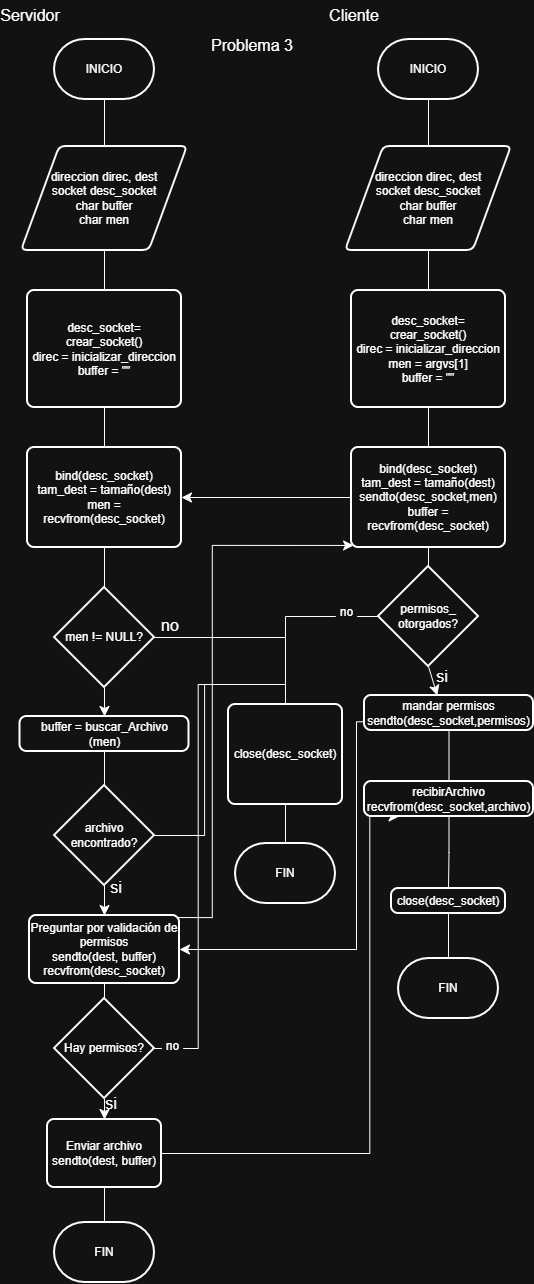 Servidor
Cliente
Problema 3
INICIO
direccion direc, dest
socket desc_socket
char buffer
char men
desc_socket=
crear_socket()
direc = inicializar_direccion
buffer = ""
bind(desc_socket)
tam_dest = tamaño(dest)
men =
recvfrom(desc_socket)
men != NULL?
no
buffer = buscar_Archivo
(men)
archivo
encontrado?
si
Preguntar por validación de
permisos
sendto(dest, buffer)
recvfrom(desc_socket)
Hay permisos?
no
si
Enviar archivo
sendto(dest, buffer)
FIN
INICIO
direccion direc, dest
socket desc_socket
char buffer
char men
desc_socket=
crear_socket()
direc = inicializar_direccion
men = argvs[1]
buffer = ""
bind(desc_socket)
tam_dest = tamaño(dest)
sendto(desc_socket,men)
buffer =
recvfrom(desc_socket)
permisos_
otorgados?
no
si
close(desc_socket)
FIN
mandar permisos
sendto(desc_socket,permisos)
recibirArchivo
recvfrom(desc_socket,archivo)
close(desc_socket)
FIN